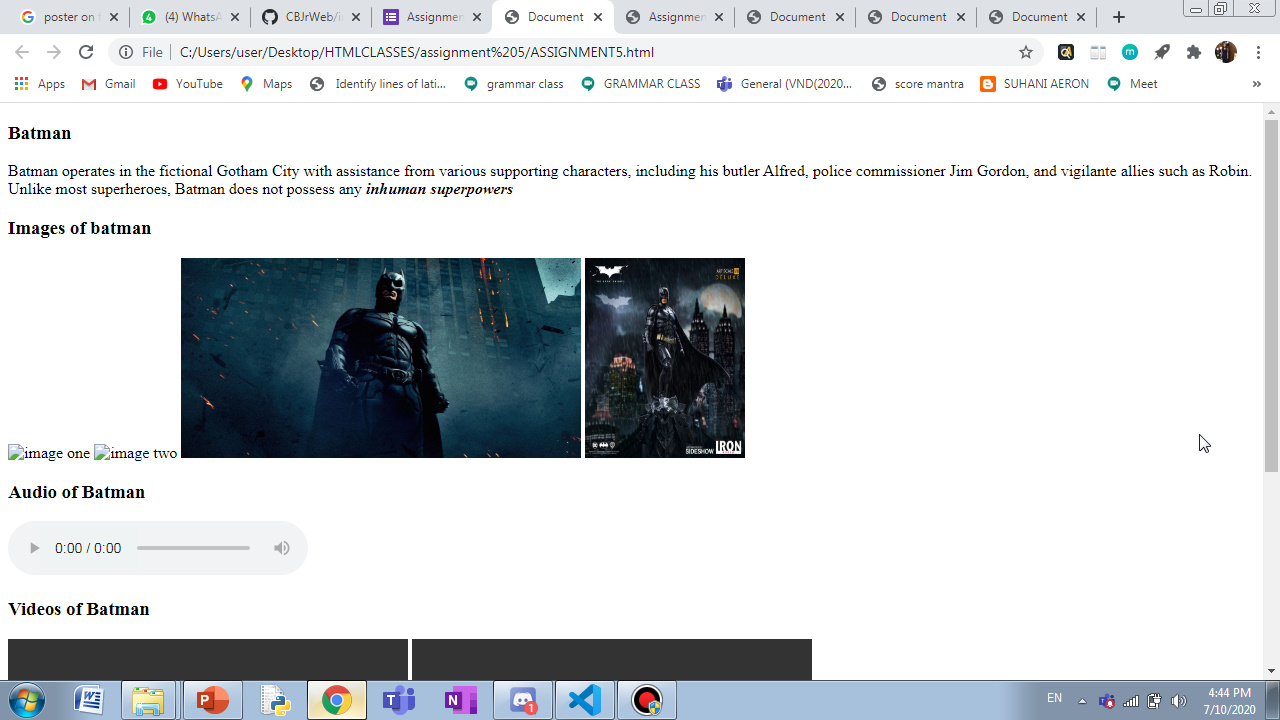 poster on f
(4) WhatsA
CBJrWeb/i
Assignmen
Document
Assignmen
Document
Document
Document
File
C:/Users/user/Desktop/HTMLCLASSES/assignment%205/ASSIGNMENT5.html
Apps
Gmail
YouTube
Maps
Identify lines of lati...
grammar class
GRAMMAR CLASS
General (VND(2020...
score mantra
SUHANI AERON
Meet
»
Batman
Batman operates in the fictional Gotham City with assistance from various supporting characters, including his butler Alfred, police commissioner Jim Gordon, and vigilante allies such as Robin.
Unlike most superheroes, Batman does not possess any inhuman superpowers
Images of batman
image one
image two
SIDESHOW
IRON
Audio of Batman
0:00 / 0:00
Videos of Batman
EN
4:44 PM
7/10/2020